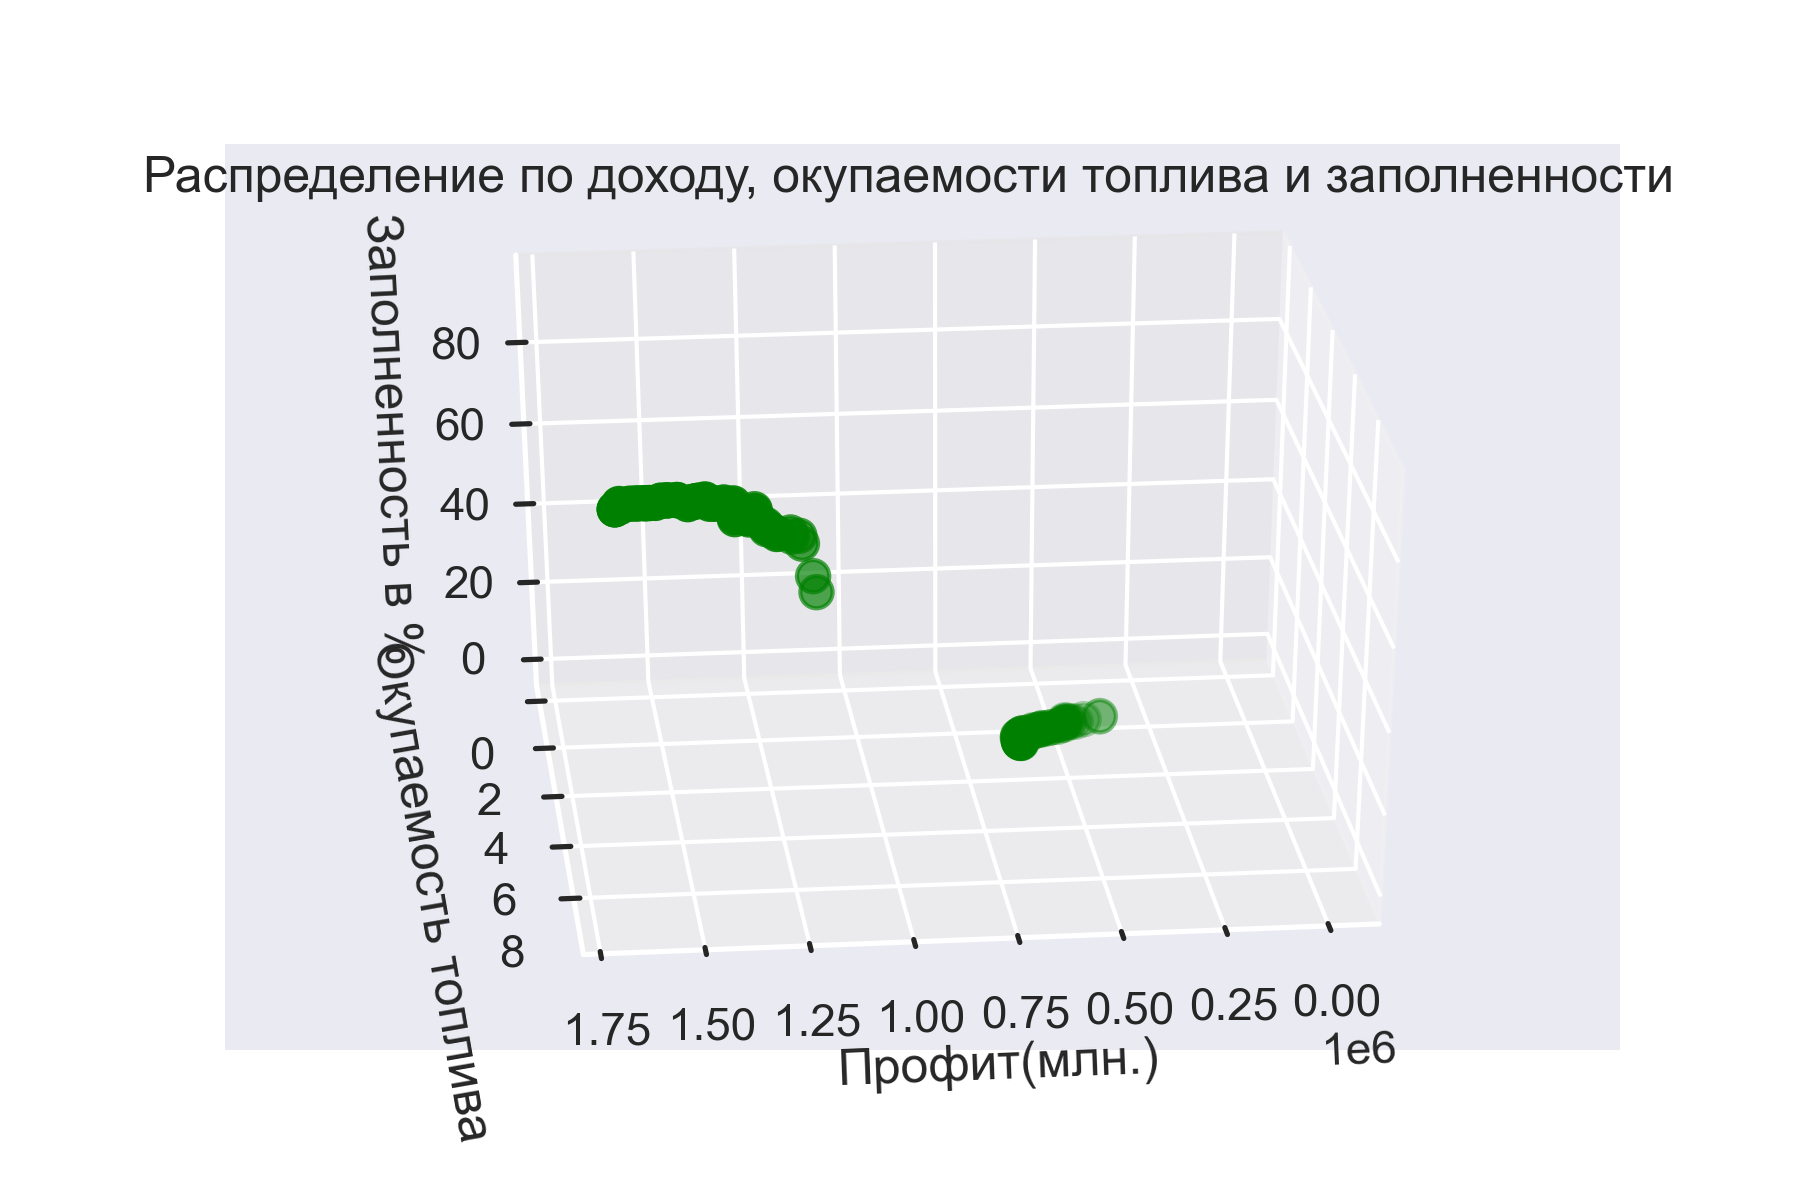 Распределение по доходу, окупаемости топлива и заполненности
Заполненность в %
80
60
40
20
0
Окупаемость топлива
0
2
4
6
8
1.75 1.50 1.25 1.00 0.75 0.50 0.25 0.00
1e6
Профит(млн.)